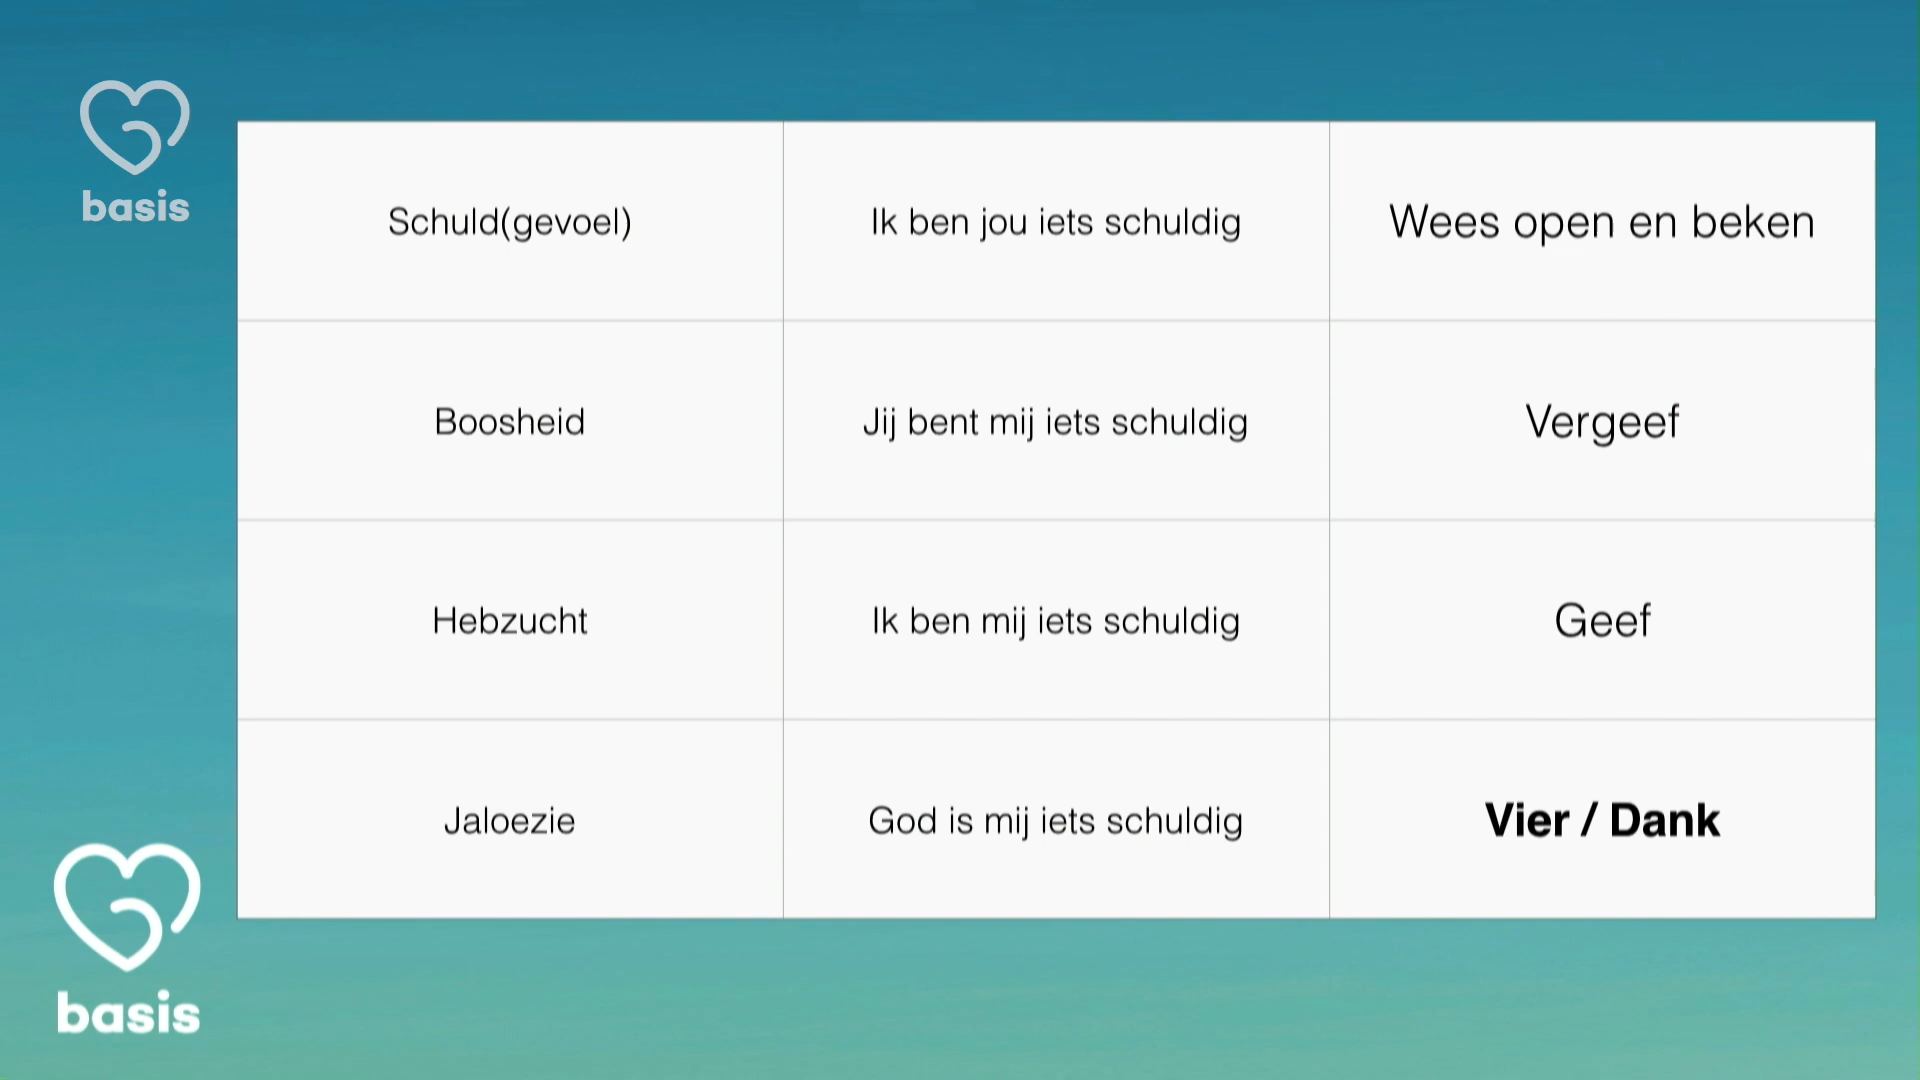 basis
Schuld(gevoel) Ik ben jou iets schuldig Wees open en beken
Boosheid Jij bent mij iets schuldig Vergeef
Hebzucht Ik ben mij iets schuldig Geef
Jaloezie God is mij iets schuldig Vier / Dank
basis